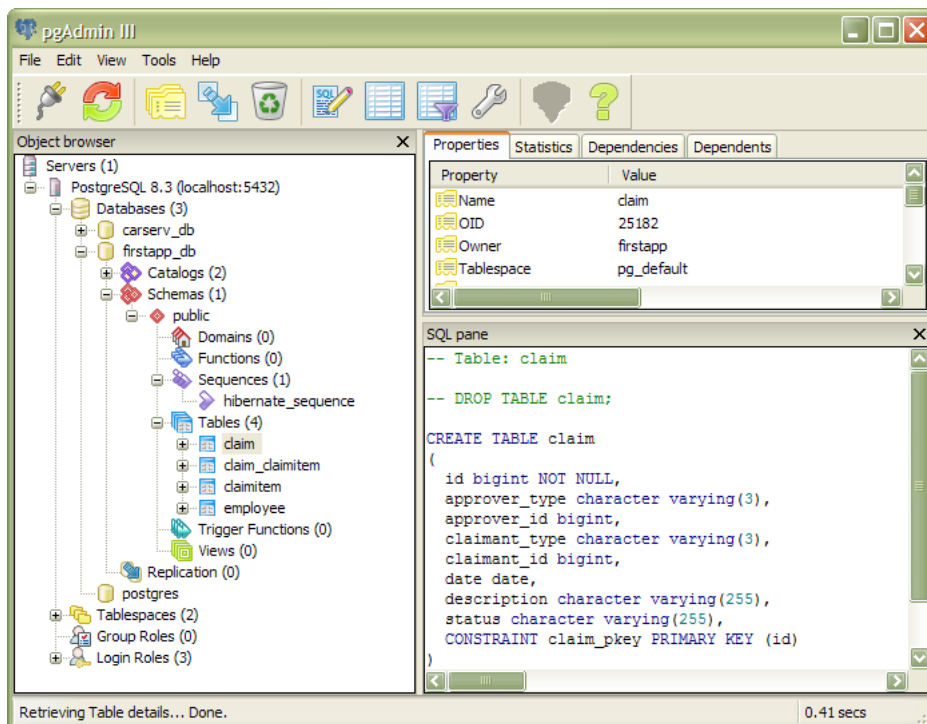 pgAdmin III
File Edit View Tools Help
SQL
Object browser
Servers (1)
PostgreSQL 8.3 (localhost:5432)
Databases (3)
carserv_db
firstapp_db
Catalogs (2)
Schemas (1)
public
Domains (0)
Functions (0)
Sequences (1)
hibernate_sequence
Tables (4)
claim
claim_claimitem
claimitem
employee
Trigger Functions (0)
Views (0)
Replication (0)
postgres
Tablespaces (2)
Group Roles (0)
Login Roles (3)
Properties Statistics Dependencies Dependents
Property Value
Name claim
OID 25182
Owner firstapp
Tablespace pg_default
SQL pane
-- Table: claim
-- DROP TABLE claim;
CREATE TABLE claim
(
id bigint NOT NULL,
approver_type character varying(3),
approver_id bigint,
claimant_type character varying(3),
claimant_id bigint,
date date,
description character varying(255),
status character varying(255),
CONSTRAINT claim_pkey PRIMARY KEY (id)
)
Retrieving Table details... Done. 0.41 secs